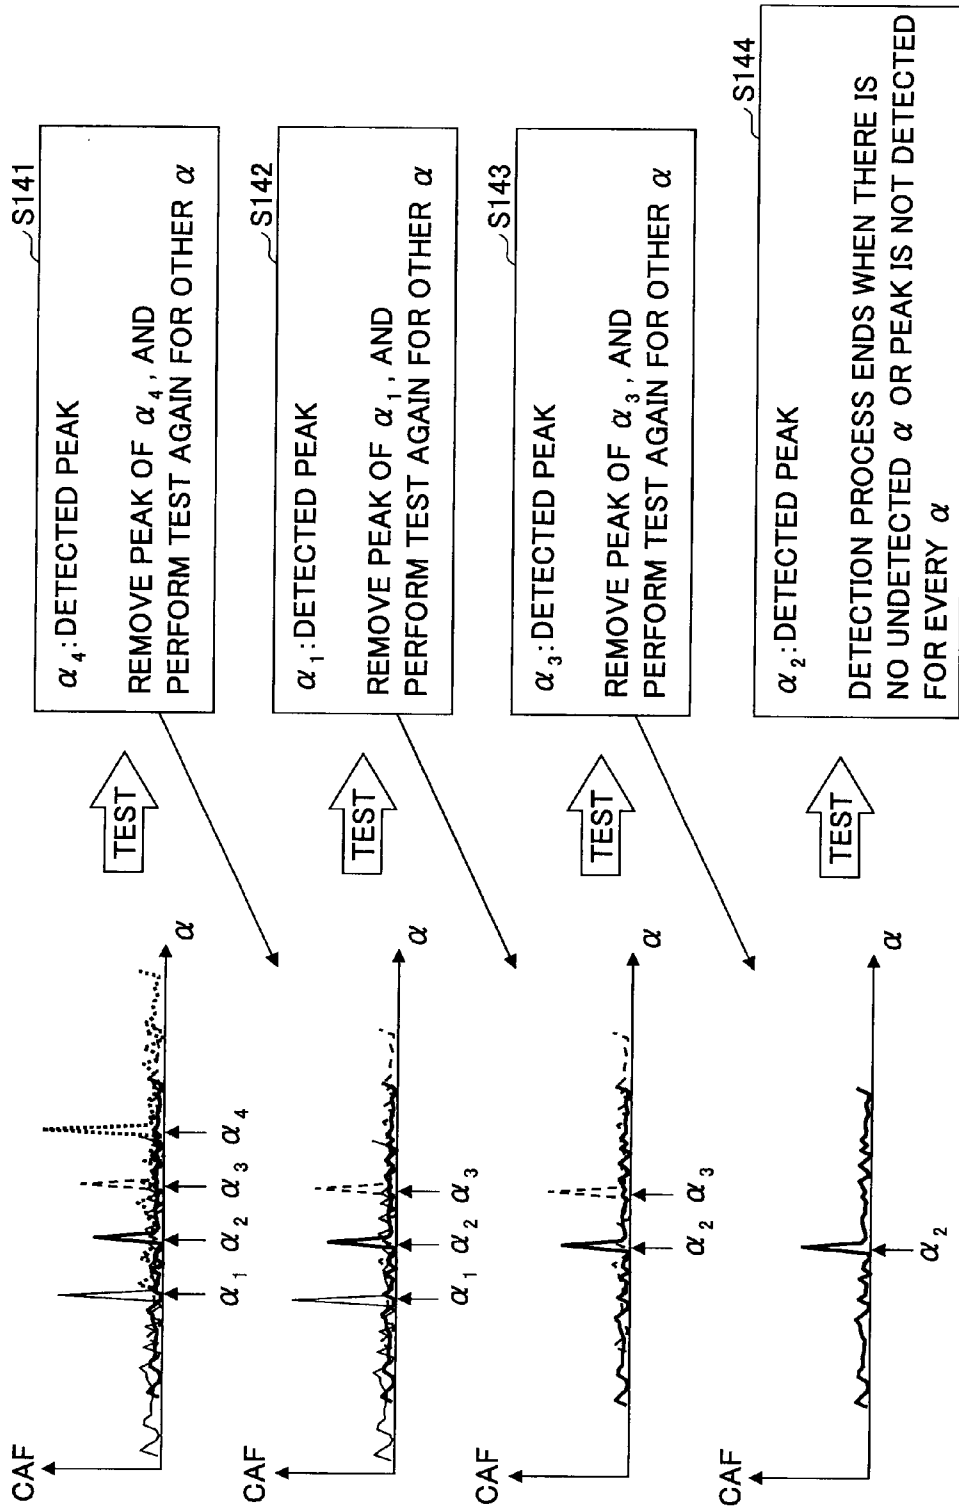 CAF
α
α1 α2 α3 α4
TEST
S141
α4:DETECTED PEAK
REMOVE PEAK OF α4, AND
PERFORM TEST AGAIN FOR OTHER α
CAF
α
α1 α2 α3
TEST
S142
α1:DETECTED PEAK
REMOVE PEAK OF α1, AND
PERFORM TEST AGAIN FOR OTHER α
CAF
α
α2 α3
TEST
S143
α3:DETECTED PEAK
REMOVE PEAK OF α3, AND
PERFORM TEST AGAIN FOR OTHER α
CAF
α
α2
TEST
S144
α2:DETECTED PEAK
DETECTION PROCESS ENDS WHEN THERE IS
NO UNDETECTED α OR PEAK IS NOT DETECTED
FOR EVERY α